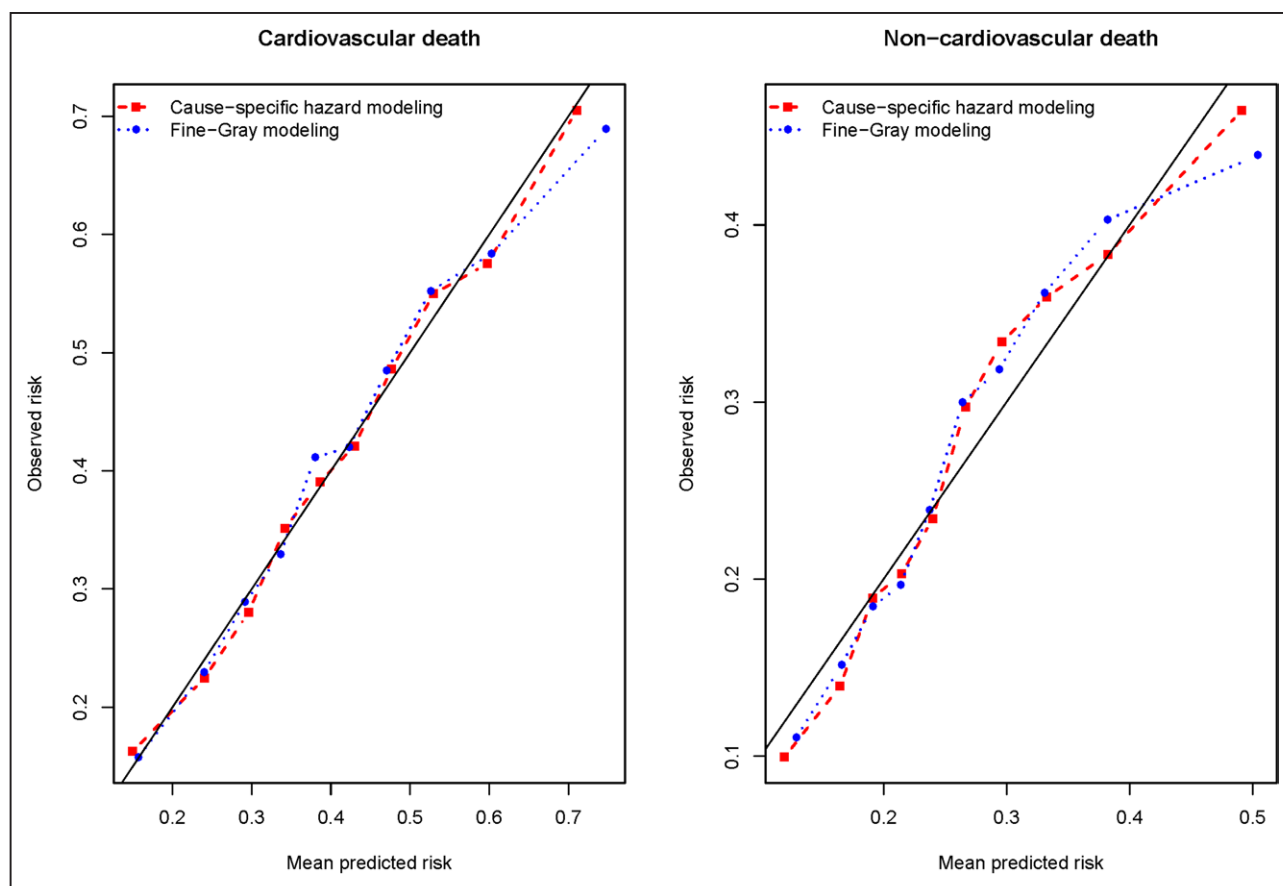 Cardiovascular death
Cause−specific hazard modeling
Fine−Gray modeling
0.7
0.6
0.5
0.4
0.3
0.2
Observed risk
0.2 0.3 0.4 0.5 0.6 0.7
Mean predicted risk
Non−cardiovascular death
Cause−specific hazard modeling
Fine−Gray modeling
0.4
0.3
0.2
0.1
Observed risk
0.2 0.3 0.4 0.5
Mean predicted risk